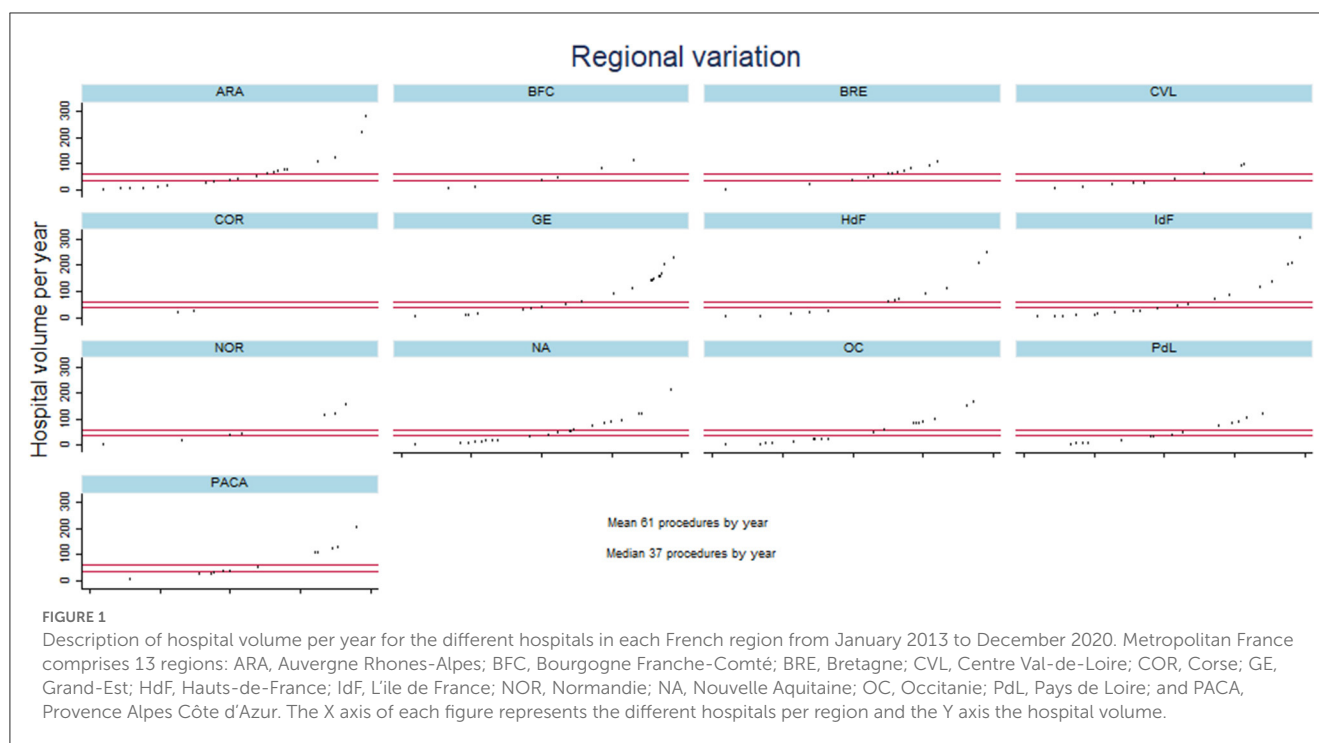 Regional variation
ARA
BFC
BRE
CVL
0 100 200 300
COR
GE
HdF
IdF
0 100 200 300
Hospital volume per year
NOR
NA
OC
PdL
0 100 200 300
PACA
0 100 200 300
Mean 61 procedures by year
Median 37 procedures by year
FIGURE 1
Description of hospital volume per year for the different hospitals in each French region from January 2013 to December 2020. Metropolitan France
comprises 13 regions: ARA, Auvergne Rhones-Alpes; BFC, Bourgogne Franche-Comté; BRE, Bretagne; CVL, Centre Val-de-Loire; COR, Corse; GE,
Grand-Est; HdF, Hauts-de-France; IdF, L'ile de France; NOR, Normandie; NA, Nouvelle Aquitaine; OC, Occitanie; PdL, Pays de Loire; and PACA,
Provence Alpes Côte d'Azur. The X axis of each figure represents the different hospitals per region and the Y axis the hospital volume.